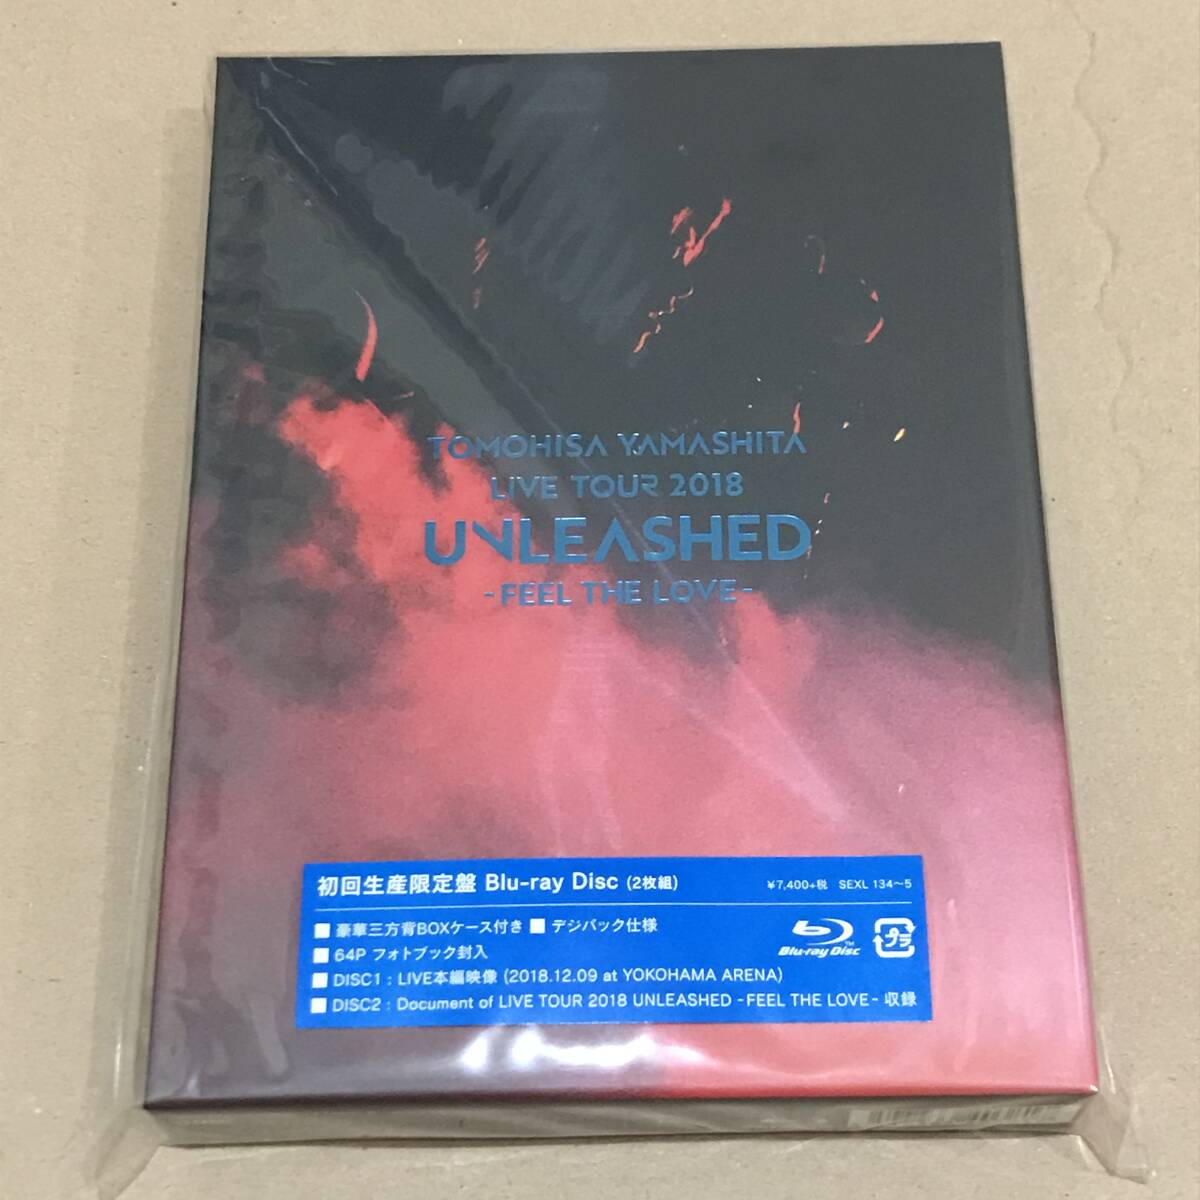 TOMOHISA YAMASHITA
LIVE TOUR 2018
UNLEASHED
-FEEL THE LOVE-
初回生産限定盤 Blu-ray Disc (2枚組) ¥7,400+税 SEXL 134~5
■ 豪華三方背BOXケース付き ■ デジパック仕様
■ 64P フォトブック封入
■ DISC1 : LIVE本編映像 (2018.12.09 at YOKOHAMA ARENA)
■ DISC2 : Document of LIVE TOUR 2018 UNLEASHED -FEEL THE LOVE- 収録
Blu-ray Disc™
プラ